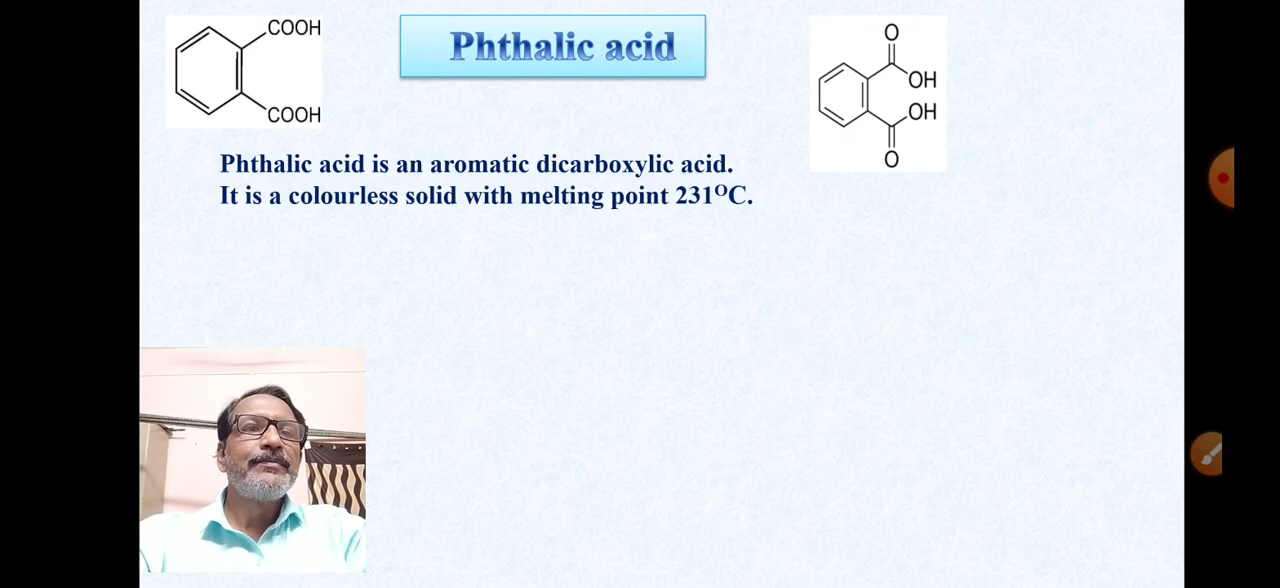 COOH
COOH
Phthalic acid
O
OH
OH
O
Phthalic acid is an aromatic dicarboxylic acid.
It is a colourless solid with melting point 231ᴼC.